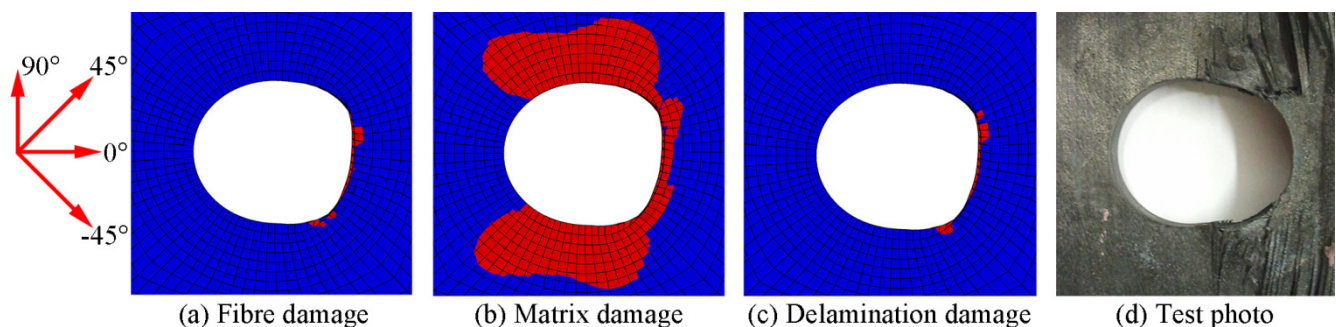 90°
45°
0°
-45°
(a) Fibre damage
(b) Matrix damage
(c) Delamination damage
(d) Test photo